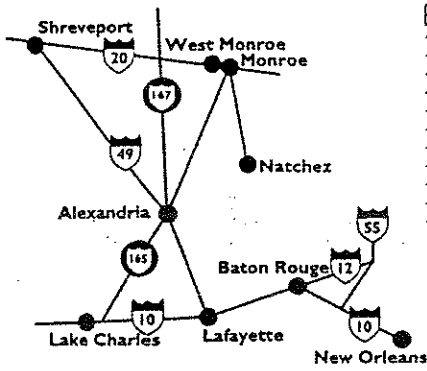 Shreveport
West Monroe
20
Monroe
167
49
Natchez
Alexandria
55
165
Baton Rouge
12
10
10
Lake Charles
Lafayette
New Orleans